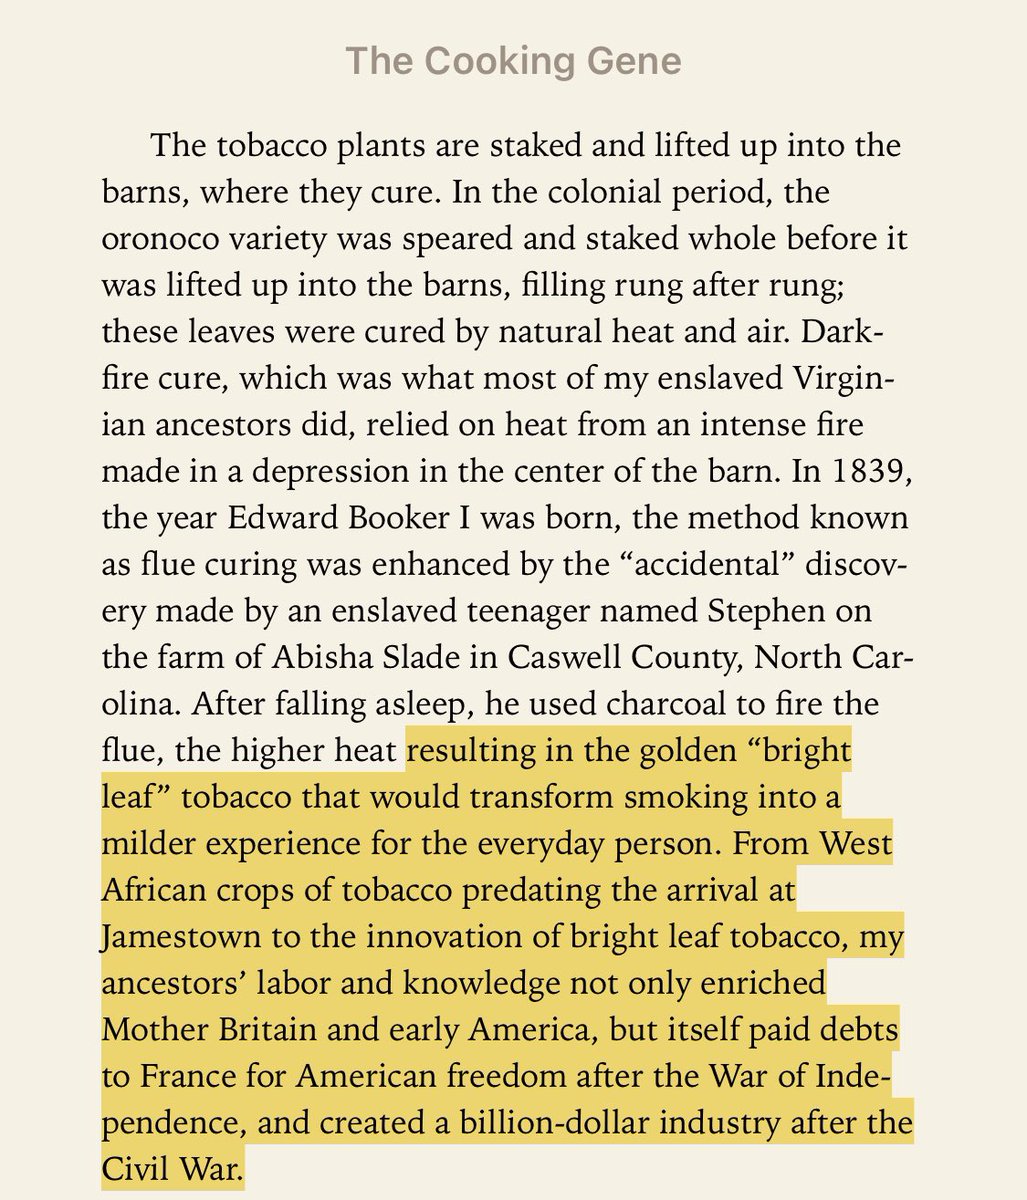 The Cooking Gene
The tobacco plants are staked and lifted up into the
barns, where they cure. In the colonial period, the
oronoco variety was speared and staked whole before it
was lifted up into the barns, filling rung after rung;
these leaves were cured by natural heat and air. Dark-
fire cure, which was what most of my enslaved Virgin-
ian ancestors did, relied on heat from an intense fire
made in a depression in the center of the barn. In 1839,
the year Edward Booker I was born, the method known
as flue curing was enhanced by the “accidental” discov-
ery made by an enslaved teenager named Stephen on
the farm of Abisha Slade in Caswell County, North Car-
olina. After falling asleep, he used charcoal to fire the
flue, the higher heat resulting in the golden “bright
leaf” tobacco that would transform smoking into a
milder experience for the everyday person. From West
African crops of tobacco predating the arrival at
Jamestown to the innovation of bright leaf tobacco, my
ancestors’ labor and knowledge not only enriched
Mother Britain and early America, but itself paid debts
to France for American freedom after the War of Inde-
pendence, and created a billion-dollar industry after the
Civil War.